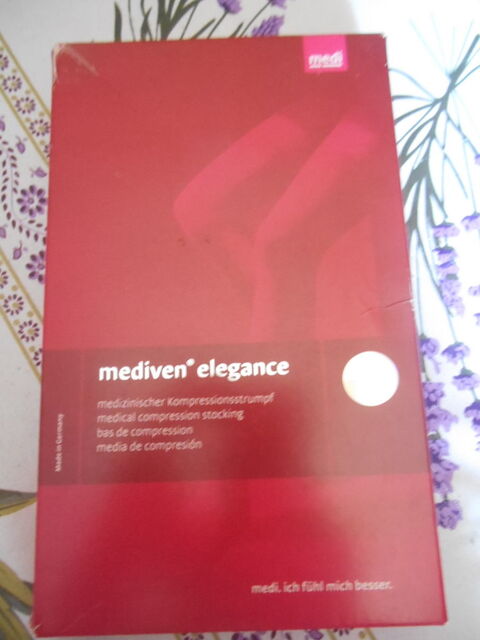 medi
mediven® elegance
medizinischer Kompressionsstrumpf
medical compression stocking
bas de compression
media de compresión
Made in Germany
medi. ich fühl mich besser.